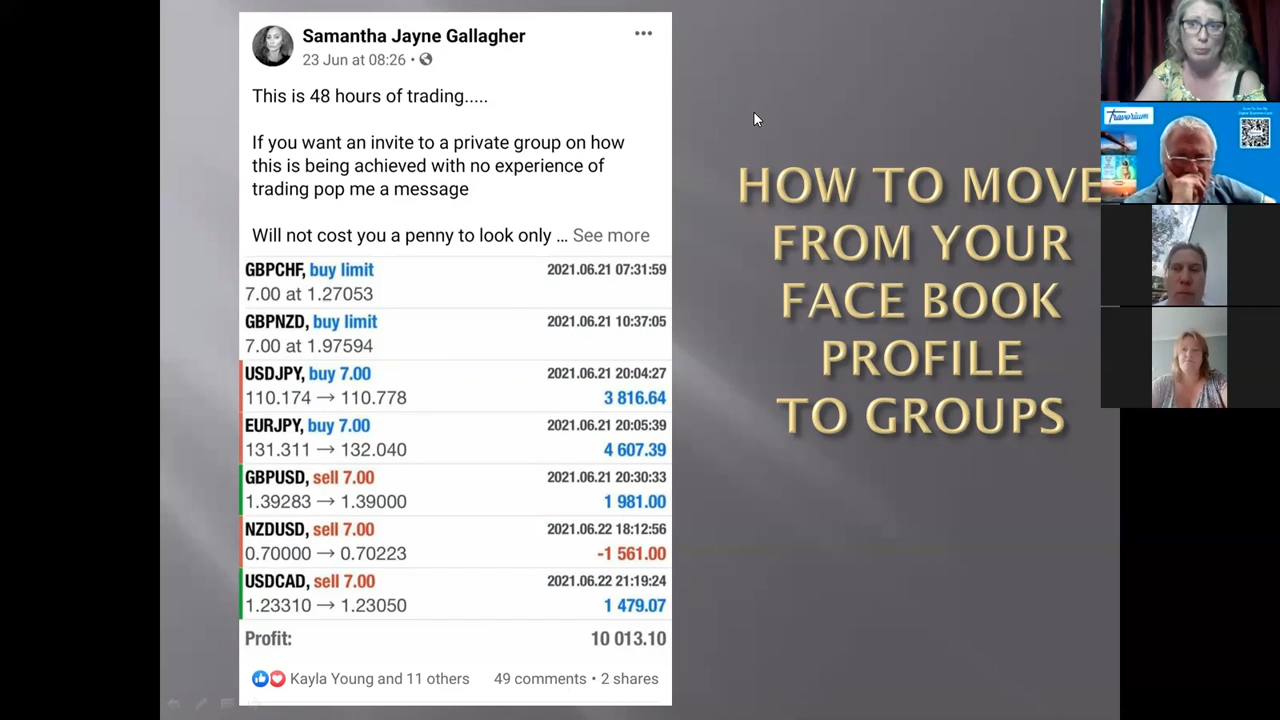 Samantha Jayne Gallagher
23 Jun at 08:26 •
This is 48 hours of trading.....
If you want an invite to a private group on how
this is being achieved with no experience of
trading pop me a message
Will not cost you a penny to look only ... See more
GBPCHF, buy limit 2021.06.21 07:31:59
7.00 at 1.27053
GBPNZD, buy limit 2021.06.21 10:37:05
7.00 at 1.97594
USDJPY, buy 7.00 2021.06.21 20:04:27
110.174 → 110.778 3 816.64
EURJPY, buy 7.00 2021.06.21 20:05:39
131.311 → 132.040 4 607.39
GBPUSD, sell 7.00 2021.06.21 20:30:33
1.39283 → 1.39000 1 981.00
NZDUSD, sell 7.00 2021.06.22 18:12:56
0.70000 → 0.70223 -1 561.00
USDCAD, sell 7.00 2021.06.22 21:19:24
1.23310 → 1.23050 1 479.07
Profit: 10 013.10
Kayla Young and 11 others 49 comments • 2 shares
HOW TO MOVE
FROM YOUR
FACE BOOK
PROFILE
TO GROUPS
Travorium